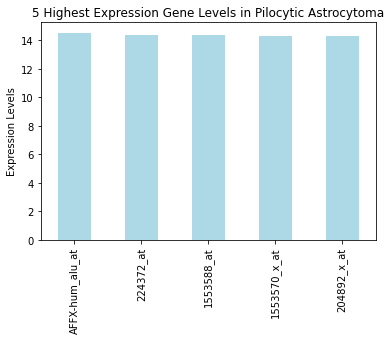 5 Highest Expression Gene Levels in Pilocytic Astrocytoma
Expression Levels
14
12
10
8
6
4
2
0
AFFX-hum_alu_at
224372_at
1553588_at
1553570_x_at
204892_x_at